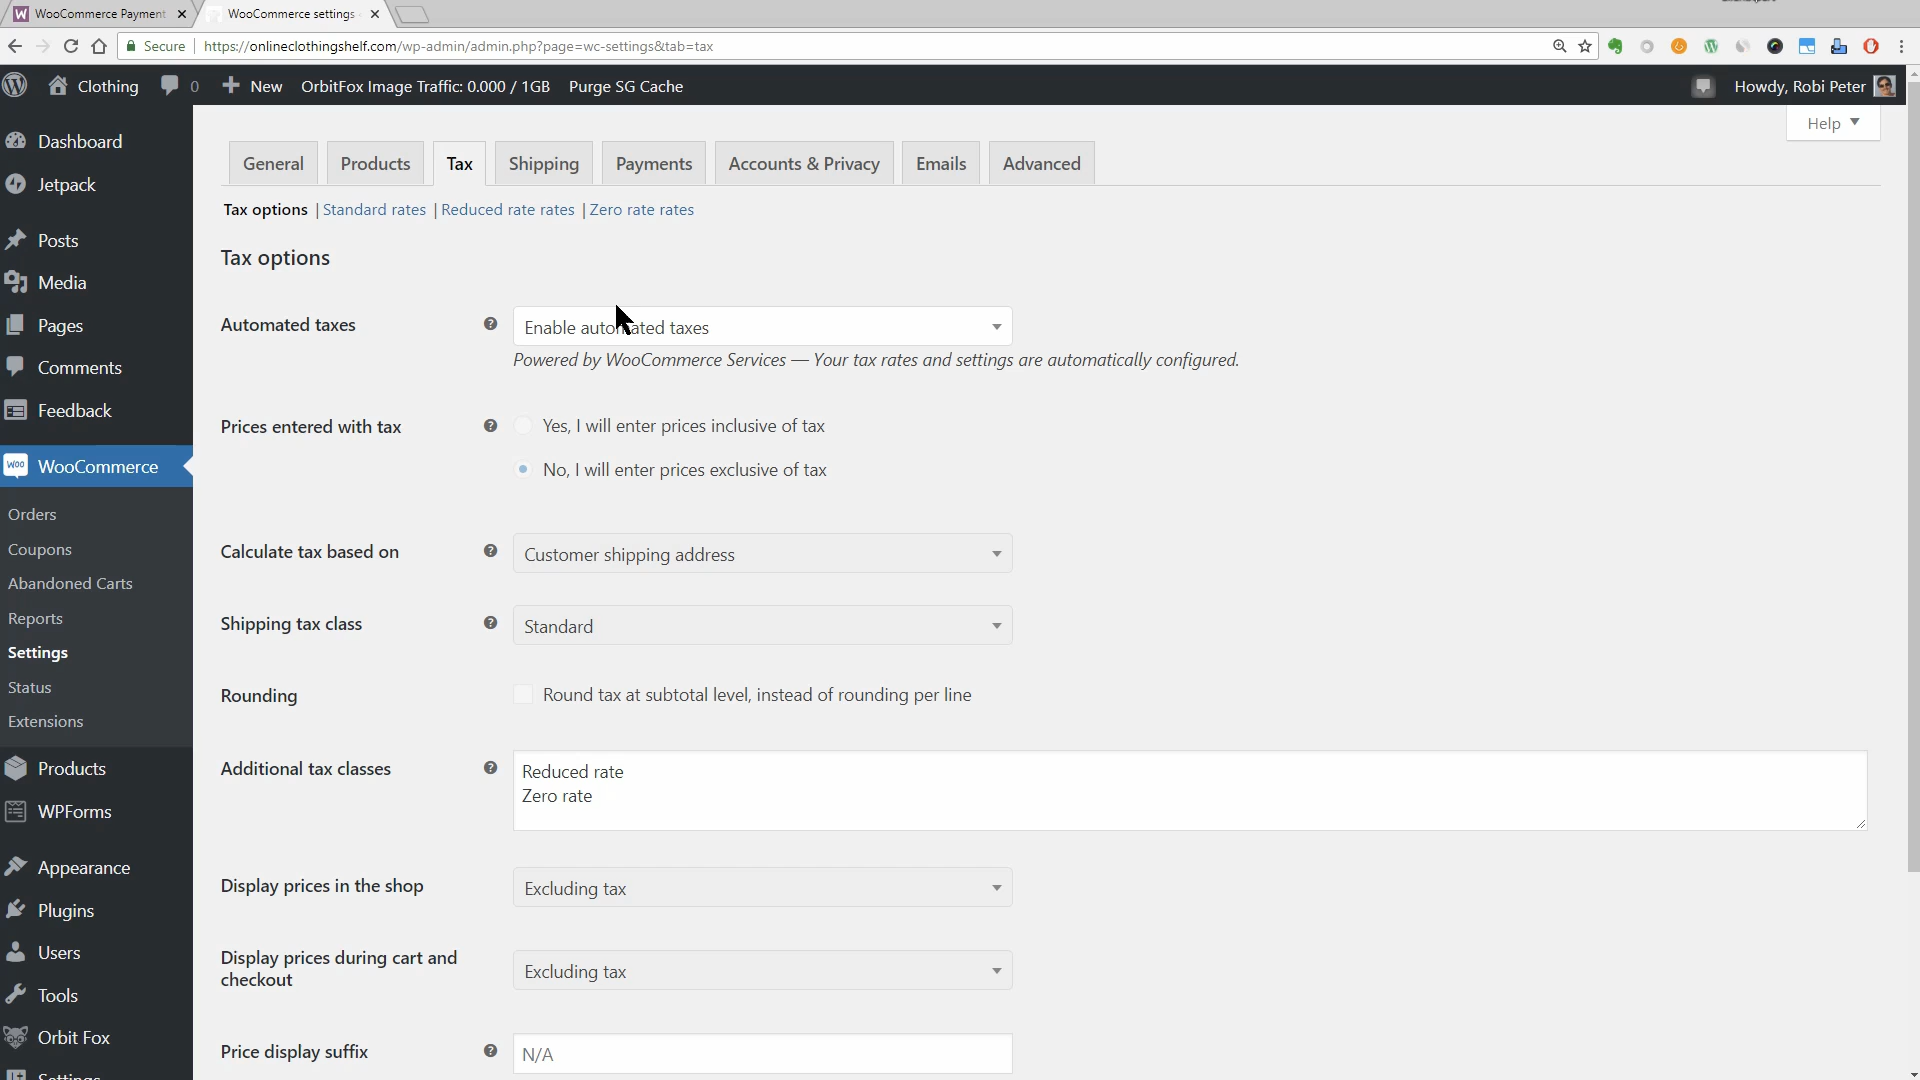 WooCommerce Payment
WooCommerce settings
Secure
https://onlineclothingshelf.com/wp-admin/admin.php?page=wc-settings&tab=tax
Clothing
0
New
OrbitFox Image Traffic: 0.000 / 1GB
Purge SG Cache
Howdy, Robi Peter
Help
Dashboard
Jetpack
Posts
Media
Pages
Comments
Feedback
Woo
WooCommerce
Orders
Coupons
Abandoned Carts
Reports
Settings
Status
Extensions
Products
WPForms
Appearance
Plugins
Users
Tools
Orbit Fox
Settings
General
Products
Tax
Shipping
Payments
Accounts & Privacy
Emails
Advanced
Tax options | Standard rates | Reduced rate rates | Zero rate rates
Tax options
Automated taxes
Enable automated taxes
Powered by WooCommerce Services — Your tax rates and settings are automatically configured.
Prices entered with tax
Yes, I will enter prices inclusive of tax
No, I will enter prices exclusive of tax
Calculate tax based on
Customer shipping address
Shipping tax class
Standard
Rounding
Round tax at subtotal level, instead of rounding per line
Additional tax classes
Reduced rate
Zero rate
Display prices in the shop
Excluding tax
Display prices during cart and
checkout
Excluding tax
Price display suffix
N/A